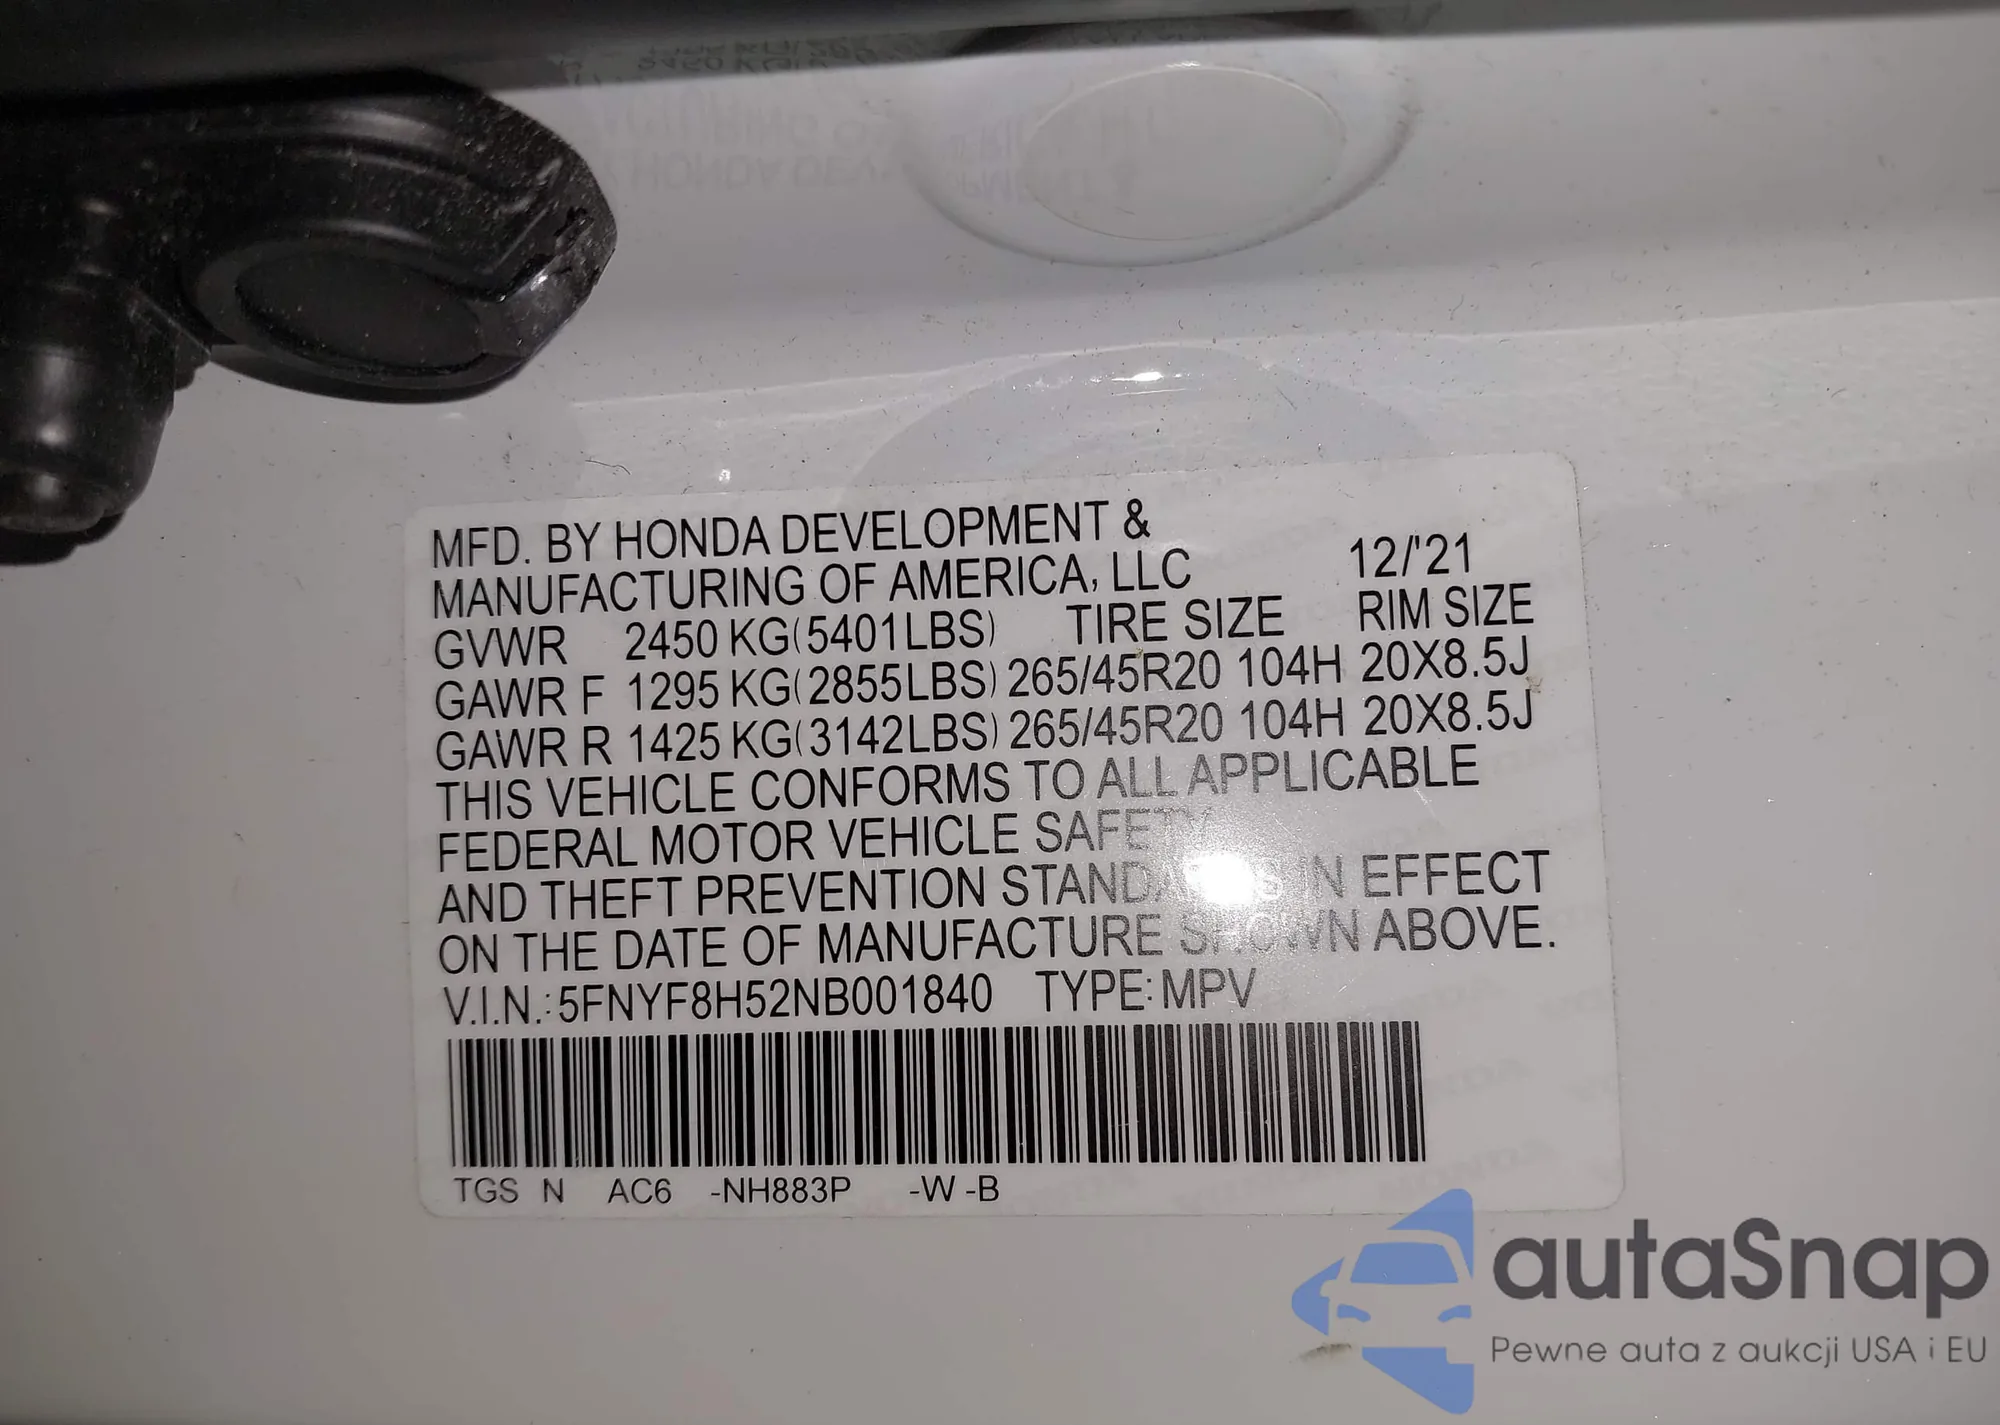 MFD. BY HONDA DEVELOPMENT &
MANUFACTURING OF AMERICA, LLC 12/'21
GVWR 2450 KG(5401LBS) TIRE SIZE RIM SIZE
GAWR F 1295 KG(2855LBS) 265/45R20 104H 20X8.5J
GAWR R 1425 KG(3142LBS) 265/45R20 104H 20X8.5J
THIS VEHICLE CONFORMS TO ALL APPLICABLE
FEDERAL MOTOR VEHICLE SAFETY
AND THEFT PREVENTION STANDARDS IN EFFECT
ON THE DATE OF MANUFACTURE SHOWN ABOVE.
V.I.N.: 5FNYF8H52NB001840 TYPE: MPV
TGS N AC6 -NH883P -W -B
autoSnap
Pewne auta z aukcji USA i EU